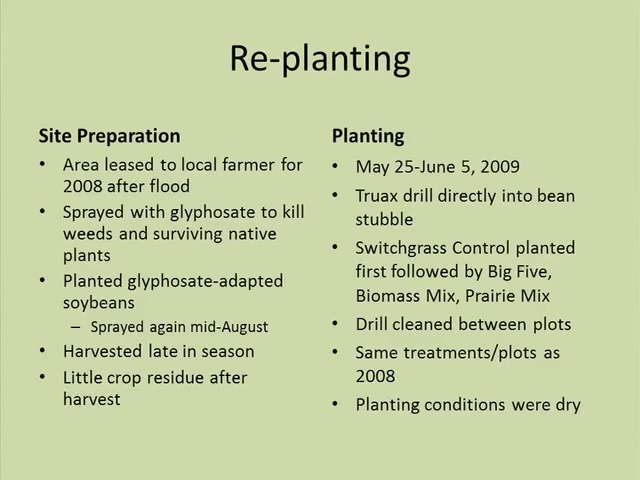 Re-planting
Site Preparation
• Area leased to local farmer for
2008 after flood
• Sprayed with glyphosate to kill
weeds and surviving native
plants
• Planted glyphosate-adapted
soybeans
– Sprayed again mid-August
• Harvested late in season
• Little crop residue after
harvest
Planting
• May 25-June 5, 2009
• Truax drill directly into bean
stubble
• Switchgrass Control planted
first followed by Big Five,
Biomass Mix, Prairie Mix
• Drill cleaned between plots
• Same treatments/plots as
2008
• Planting conditions were dry